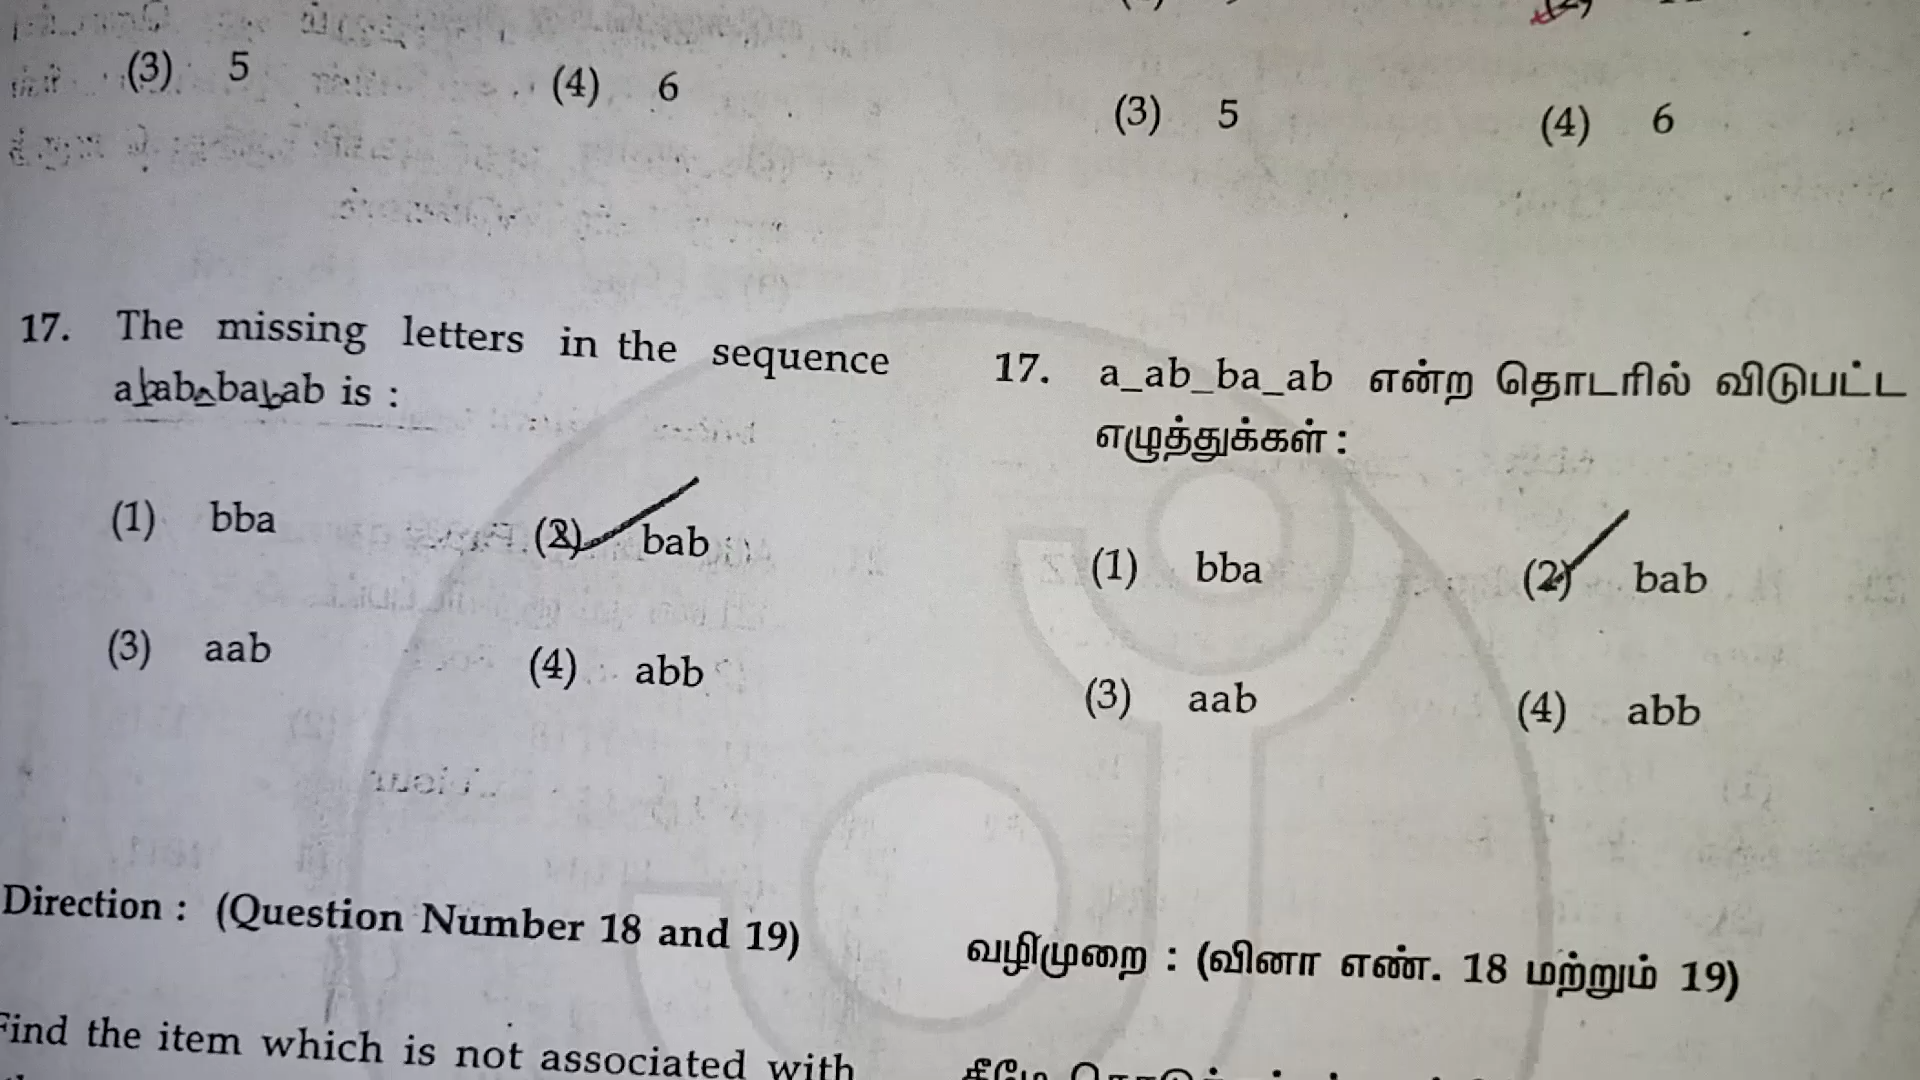 (3) 5 (4) 6
17. The missing letters in the sequence
a_ab_ba_ab is :
(1) bba (2) bab
(3) aab (4) abb
Direction : (Question Number 18 and 19)
Find the item which is not associated with
(3) 5 (4) 6
17. a_ab_ba_ab என்ற தொடரில் விடுபட்ட
எழுத்துக்கள் :
(1) bba (2) bab
(3) aab (4) abb
வழிமுறை : (வினா எண். 18 மற்றும் 19)